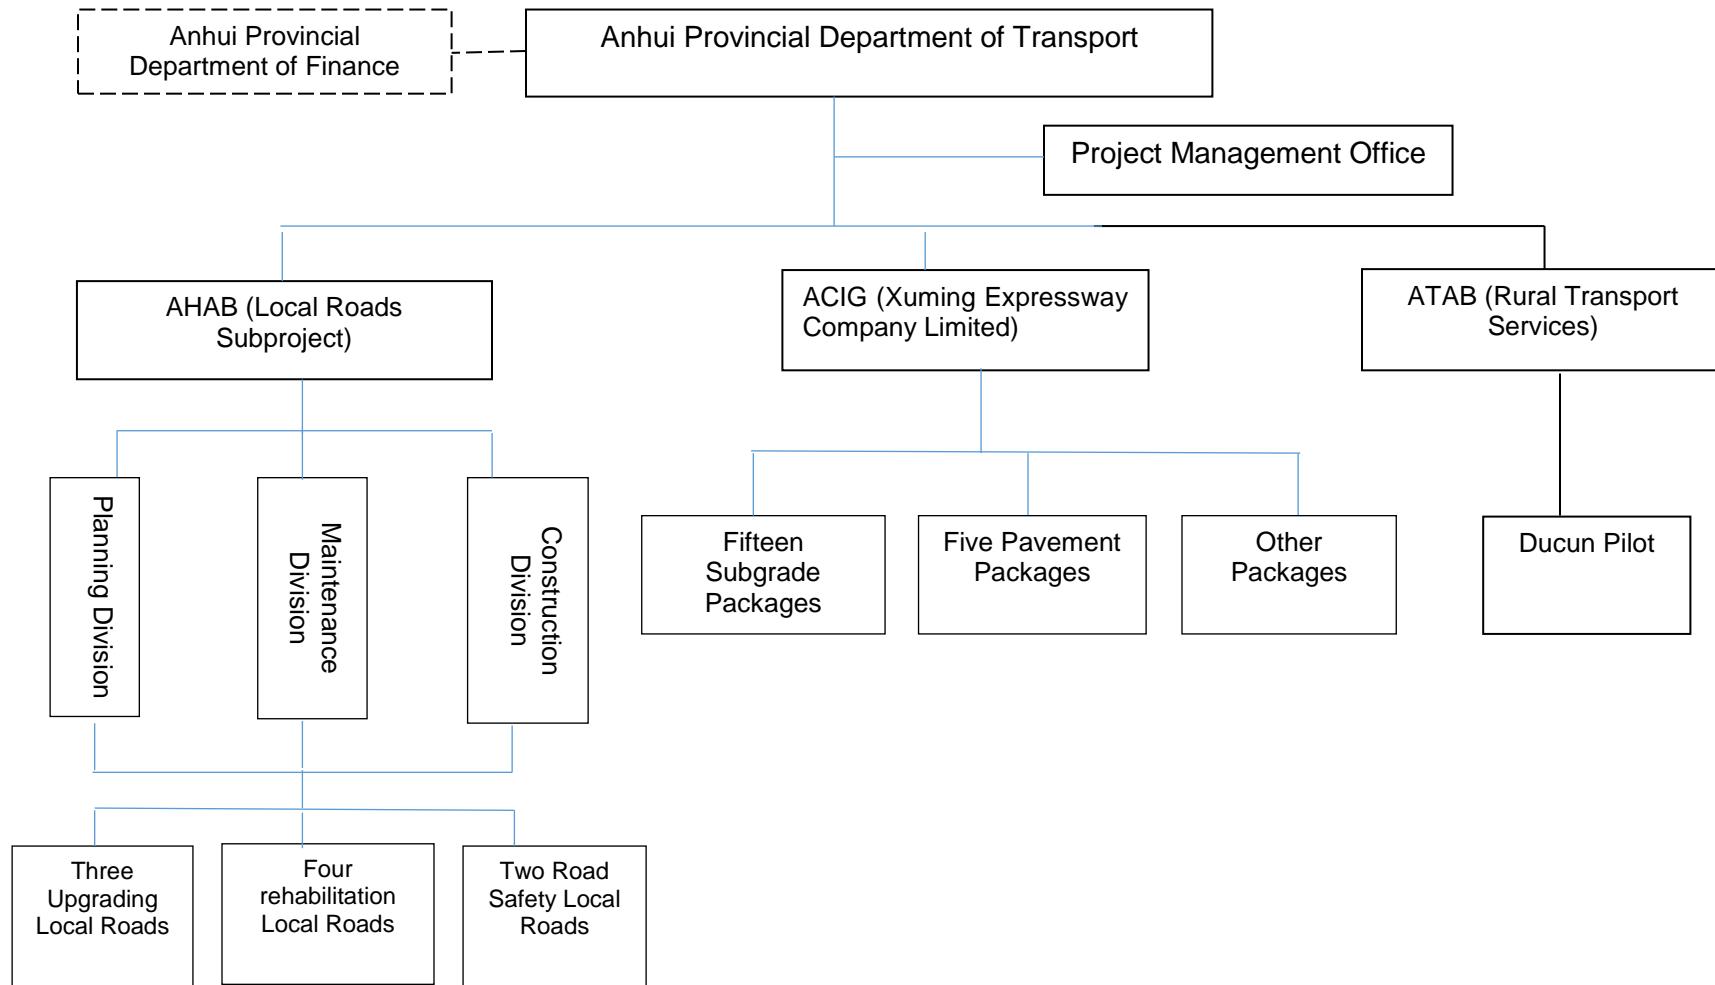 Anhui Provincial
Department of Finance
Anhui Provincial Department of Transport
Project Management Office
AHAB (Local Roads
Subproject)
ACIG (Xuming Expressway
Company Limited)
ATAB (Rural Transport
Services)
Planning Division
Maintenance
Division
Construction
Division
Fifteen
Subgrade
Packages
Five Pavement
Packages
Other
Packages
Ducun Pilot
Three
Upgrading
Local Roads
Four
rehabilitation
Local Roads
Two Road
Safety Local
Roads